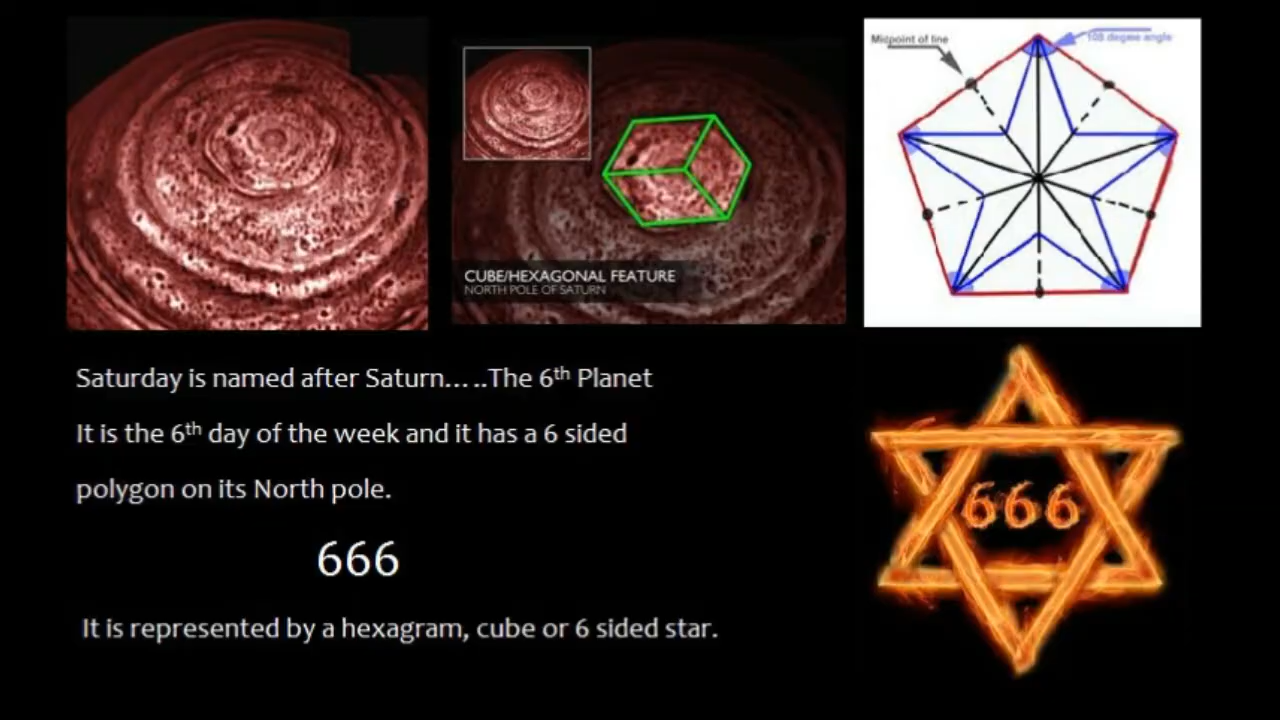 Midpoint of line
108 degree angle
CUBE/HEXAGONAL FEATURE
NORTH POLE OF SATURN
Saturday is named after Saturn... ..The 6th Planet
It is the 6th day of the week and it has a 6 sided
polygon on its North pole.
666
666
It is represented by a hexagram, cube or 6 sided star.